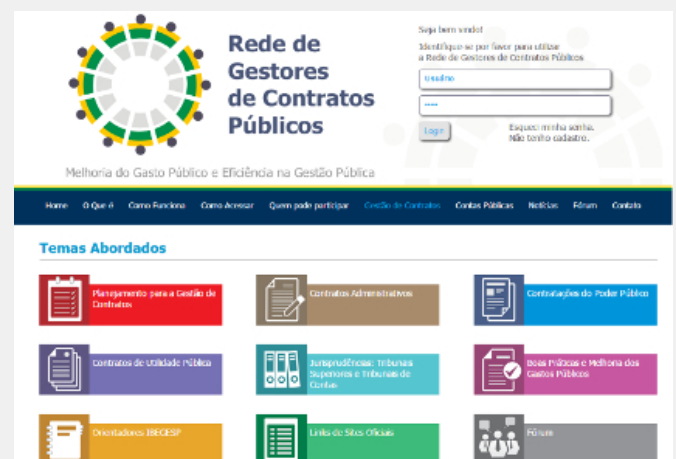 Rede de
Gestores
de Contratos
Públicos
Melhoria do Gasto Público e Eficiência na Gestão Pública
Seja bem vindo!
Identifique-se por favor para utilizar
a Rede de Gestores de Contratos Públicos
Usuário
****
Login
Esqueci minha senha.
Não tenho cadastro.
Home O Que é Como Funciona Como Acessar Quem pode participar Gestão de Contratos Contas Públicas Notícias Fórum Contato
Temas Abordados
Planejamento para a Gestão de
Contratos
Contratos Administrativos
Contratações do Poder Público
Contratos de Utilidade Pública
Jurisprudências: Tribunais
Superiores e Tribunais de
Contas
Boas Práticas e Melhoria dos
Gastos Públicos
Orientadores IBEGESP
Links de Sites Oficiais
Fórum